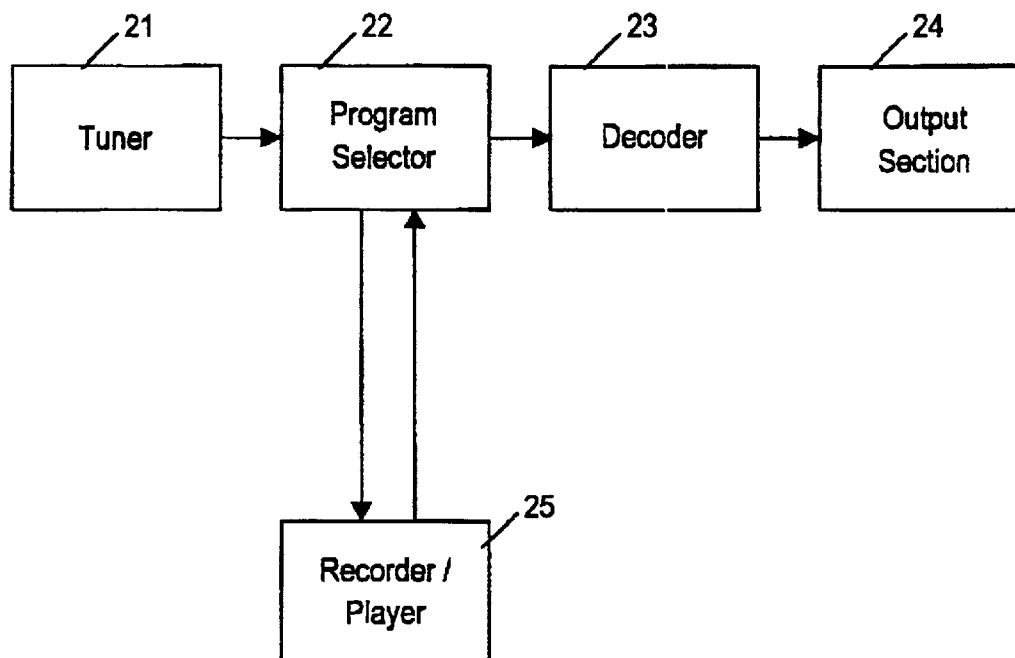 21
22
23
24
Tuner
Program
Selector
Decoder
Output
Section
25
Recorder /
Player